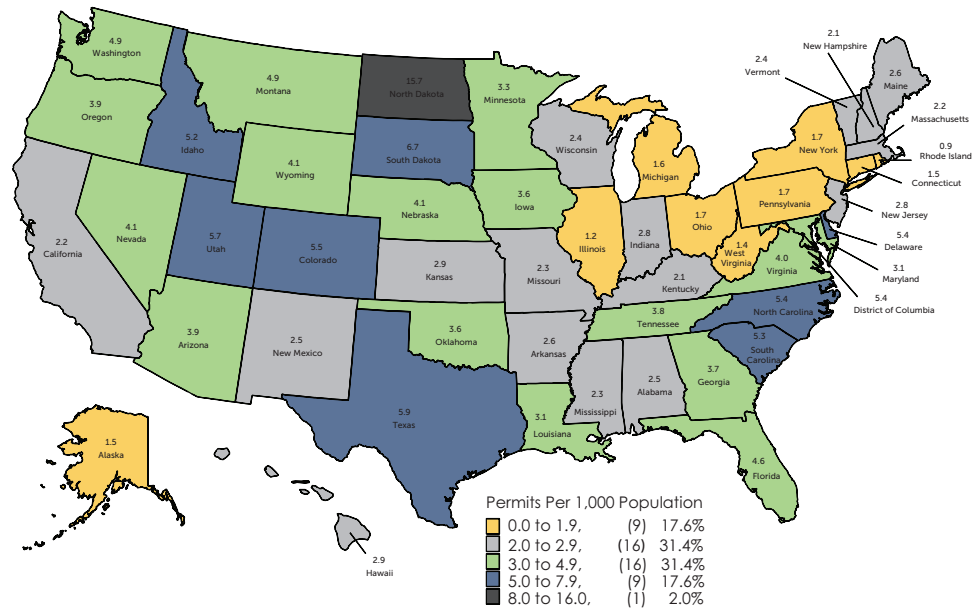 4.9
Washington
3.9
Oregon
2.2
California
4.1
Nevada
5.2
Idaho
4.9
Montana
4.1
Wyoming
5.7
Utah
5.5
Colorado
3.9
Arizona
2.5
New Mexico
15.7
North Dakota
6.7
South Dakota
4.1
Nebraska
2.9
Kansas
3.6
Oklahoma
5.9
Texas
3.3
Minnesota
3.6
Iowa
2.3
Missouri
2.6
Arkansas
3.1
Louisiana
2.4
Wisconsin
1.2
Illinois
1.6
Michigan
2.8
Indiana
1.7
Ohio
2.1
Kentucky
3.8
Tennessee
2.3
Mississippi
2.5
Alabama
3.7
Georgia
4.6
Florida
5.3
South
Carolina
5.4
North Carolina
4.0
Virginia
1.4
West
Virginia
1.7
Pennsylvania
1.7
New York
2.4
Vermont
2.1
New Hampshire
2.6
Maine
2.2
Massachusetts
0.9
Rhode Island
1.5
Connecticut
2.8
New Jersey
5.4
Delaware
3.1
Maryland
5.4
District of Columbia
1.5
Alaska
2.9
Hawaii
Permits Per 1,000 Population
0.0 to 1.9, (9) 17.6%
2.0 to 2.9, (16) 31.4%
3.0 to 4.9, (16) 31.4%
5.0 to 7.9, (9) 17.6%
8.0 to 16.0, (1) 2.0%